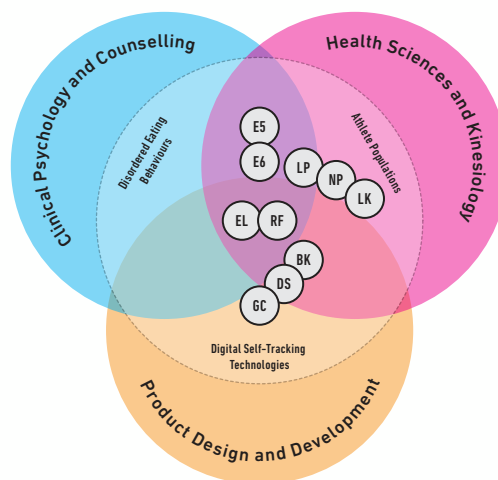 Clinical Psychology and Counselling
Health Sciences and Kinesiology
Disordered Eating
Behaviours
Athlete Populations
E5
E6
LP
NP
LK
EL
RF
BK
DS
GC
Digital Self-Tracking
Technologies
Product Design and Development